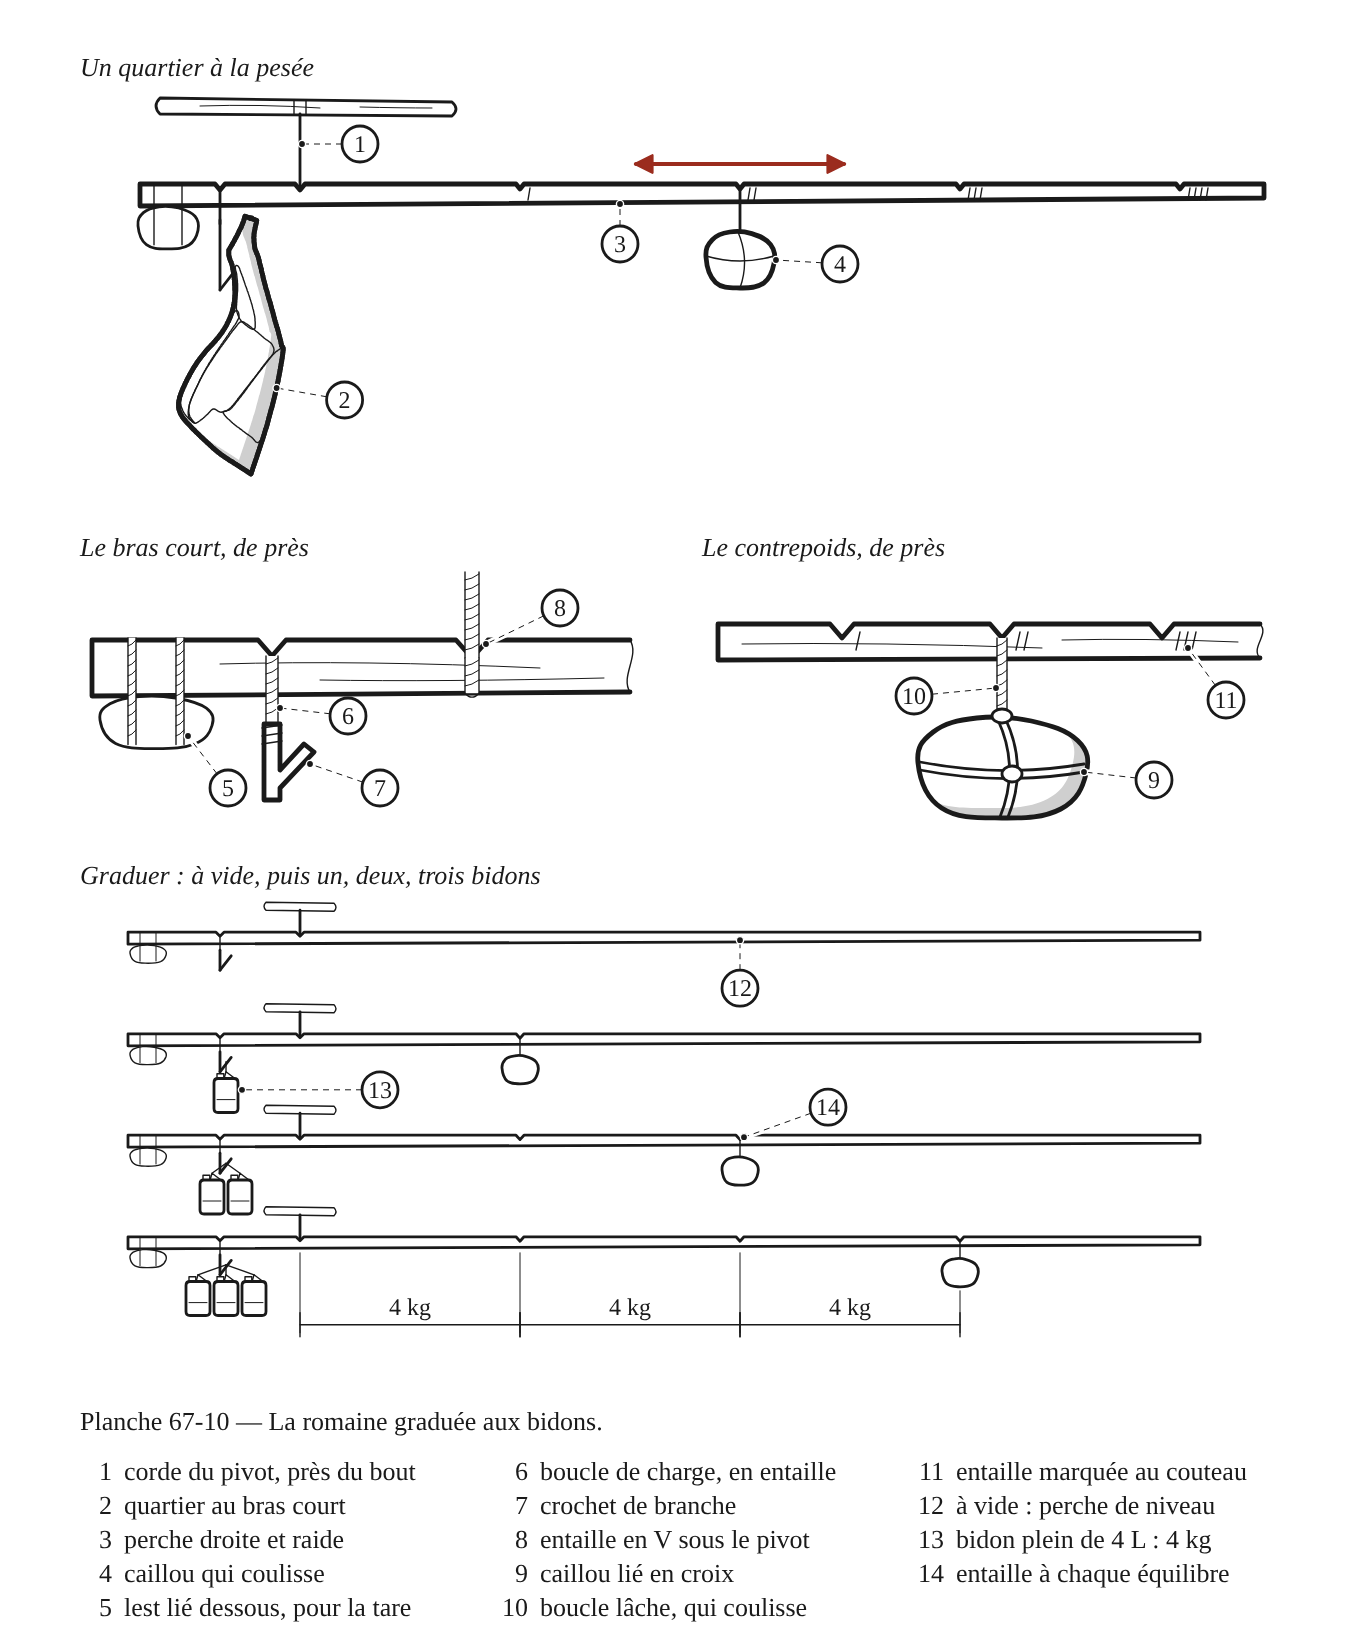 Un quartier à la pesée
1
3
4
2
Le bras court, de près
8
6
5
7
Le contrepoids, de près
10
11
9
Graduer : à vide, puis un, deux, trois bidons
12
13
14
4 kg 4 kg 4 kg
Planche 67-10 — La romaine graduée aux bidons.
1 corde du pivot, près du bout
2 quartier au bras court
3 perche droite et raide
4 caillou qui coulisse
5 lest lié dessous, pour la tare
6 boucle de charge, en entaille
7 crochet de branche
8 entaille en V sous le pivot
9 caillou lié en croix
10 boucle lâche, qui coulisse
11 entaille marquée au couteau
12 à vide : perche de niveau
13 bidon plein de 4 L : 4 kg
14 entaille à chaque équilibre